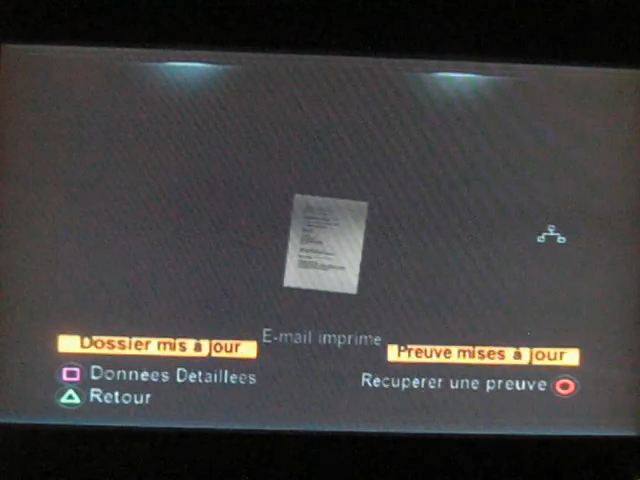 E-mail imprime
Dossier mis à jour
Preuve mises à jour
Donnees Detaillees
Recuperer une preuve
Retour